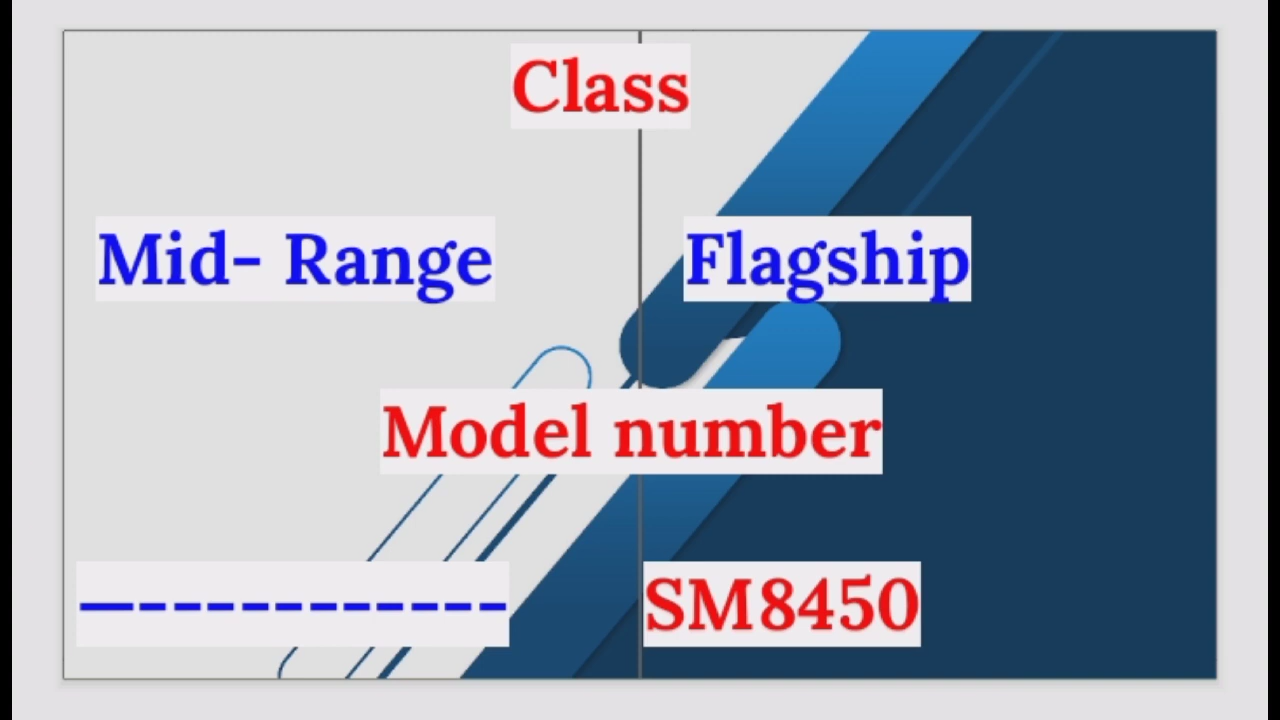 Class
Mid- Range Flagship
Model number
—------------ SM8450